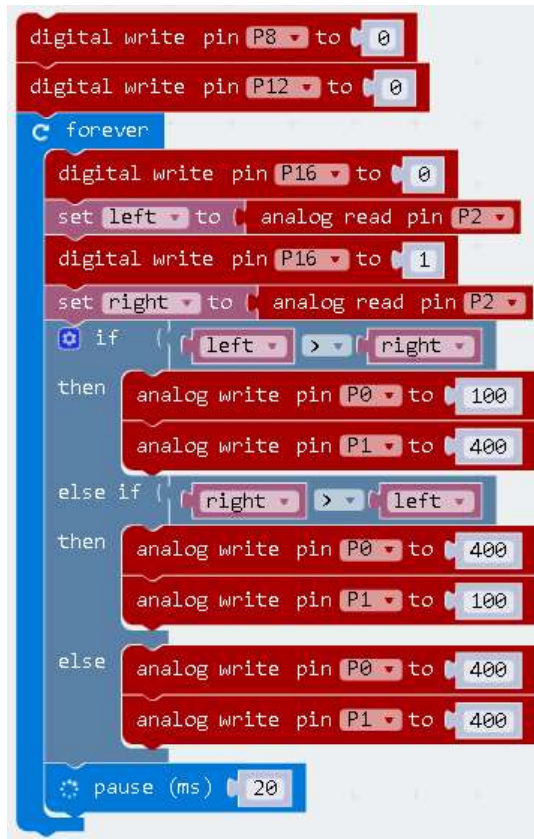 digital write pin P8 to 0
digital write pin P12 to 0
forever
digital write pin P16 to 0
set left to analog read pin P2
digital write pin P16 to 1
set right to analog read pin P2
if left > right
then analog write pin P0 to 100
analog write pin P1 to 400
else if right > left
then analog write pin P0 to 400
analog write pin P1 to 100
else analog write pin P0 to 400
analog write pin P1 to 400
pause (ms) 20